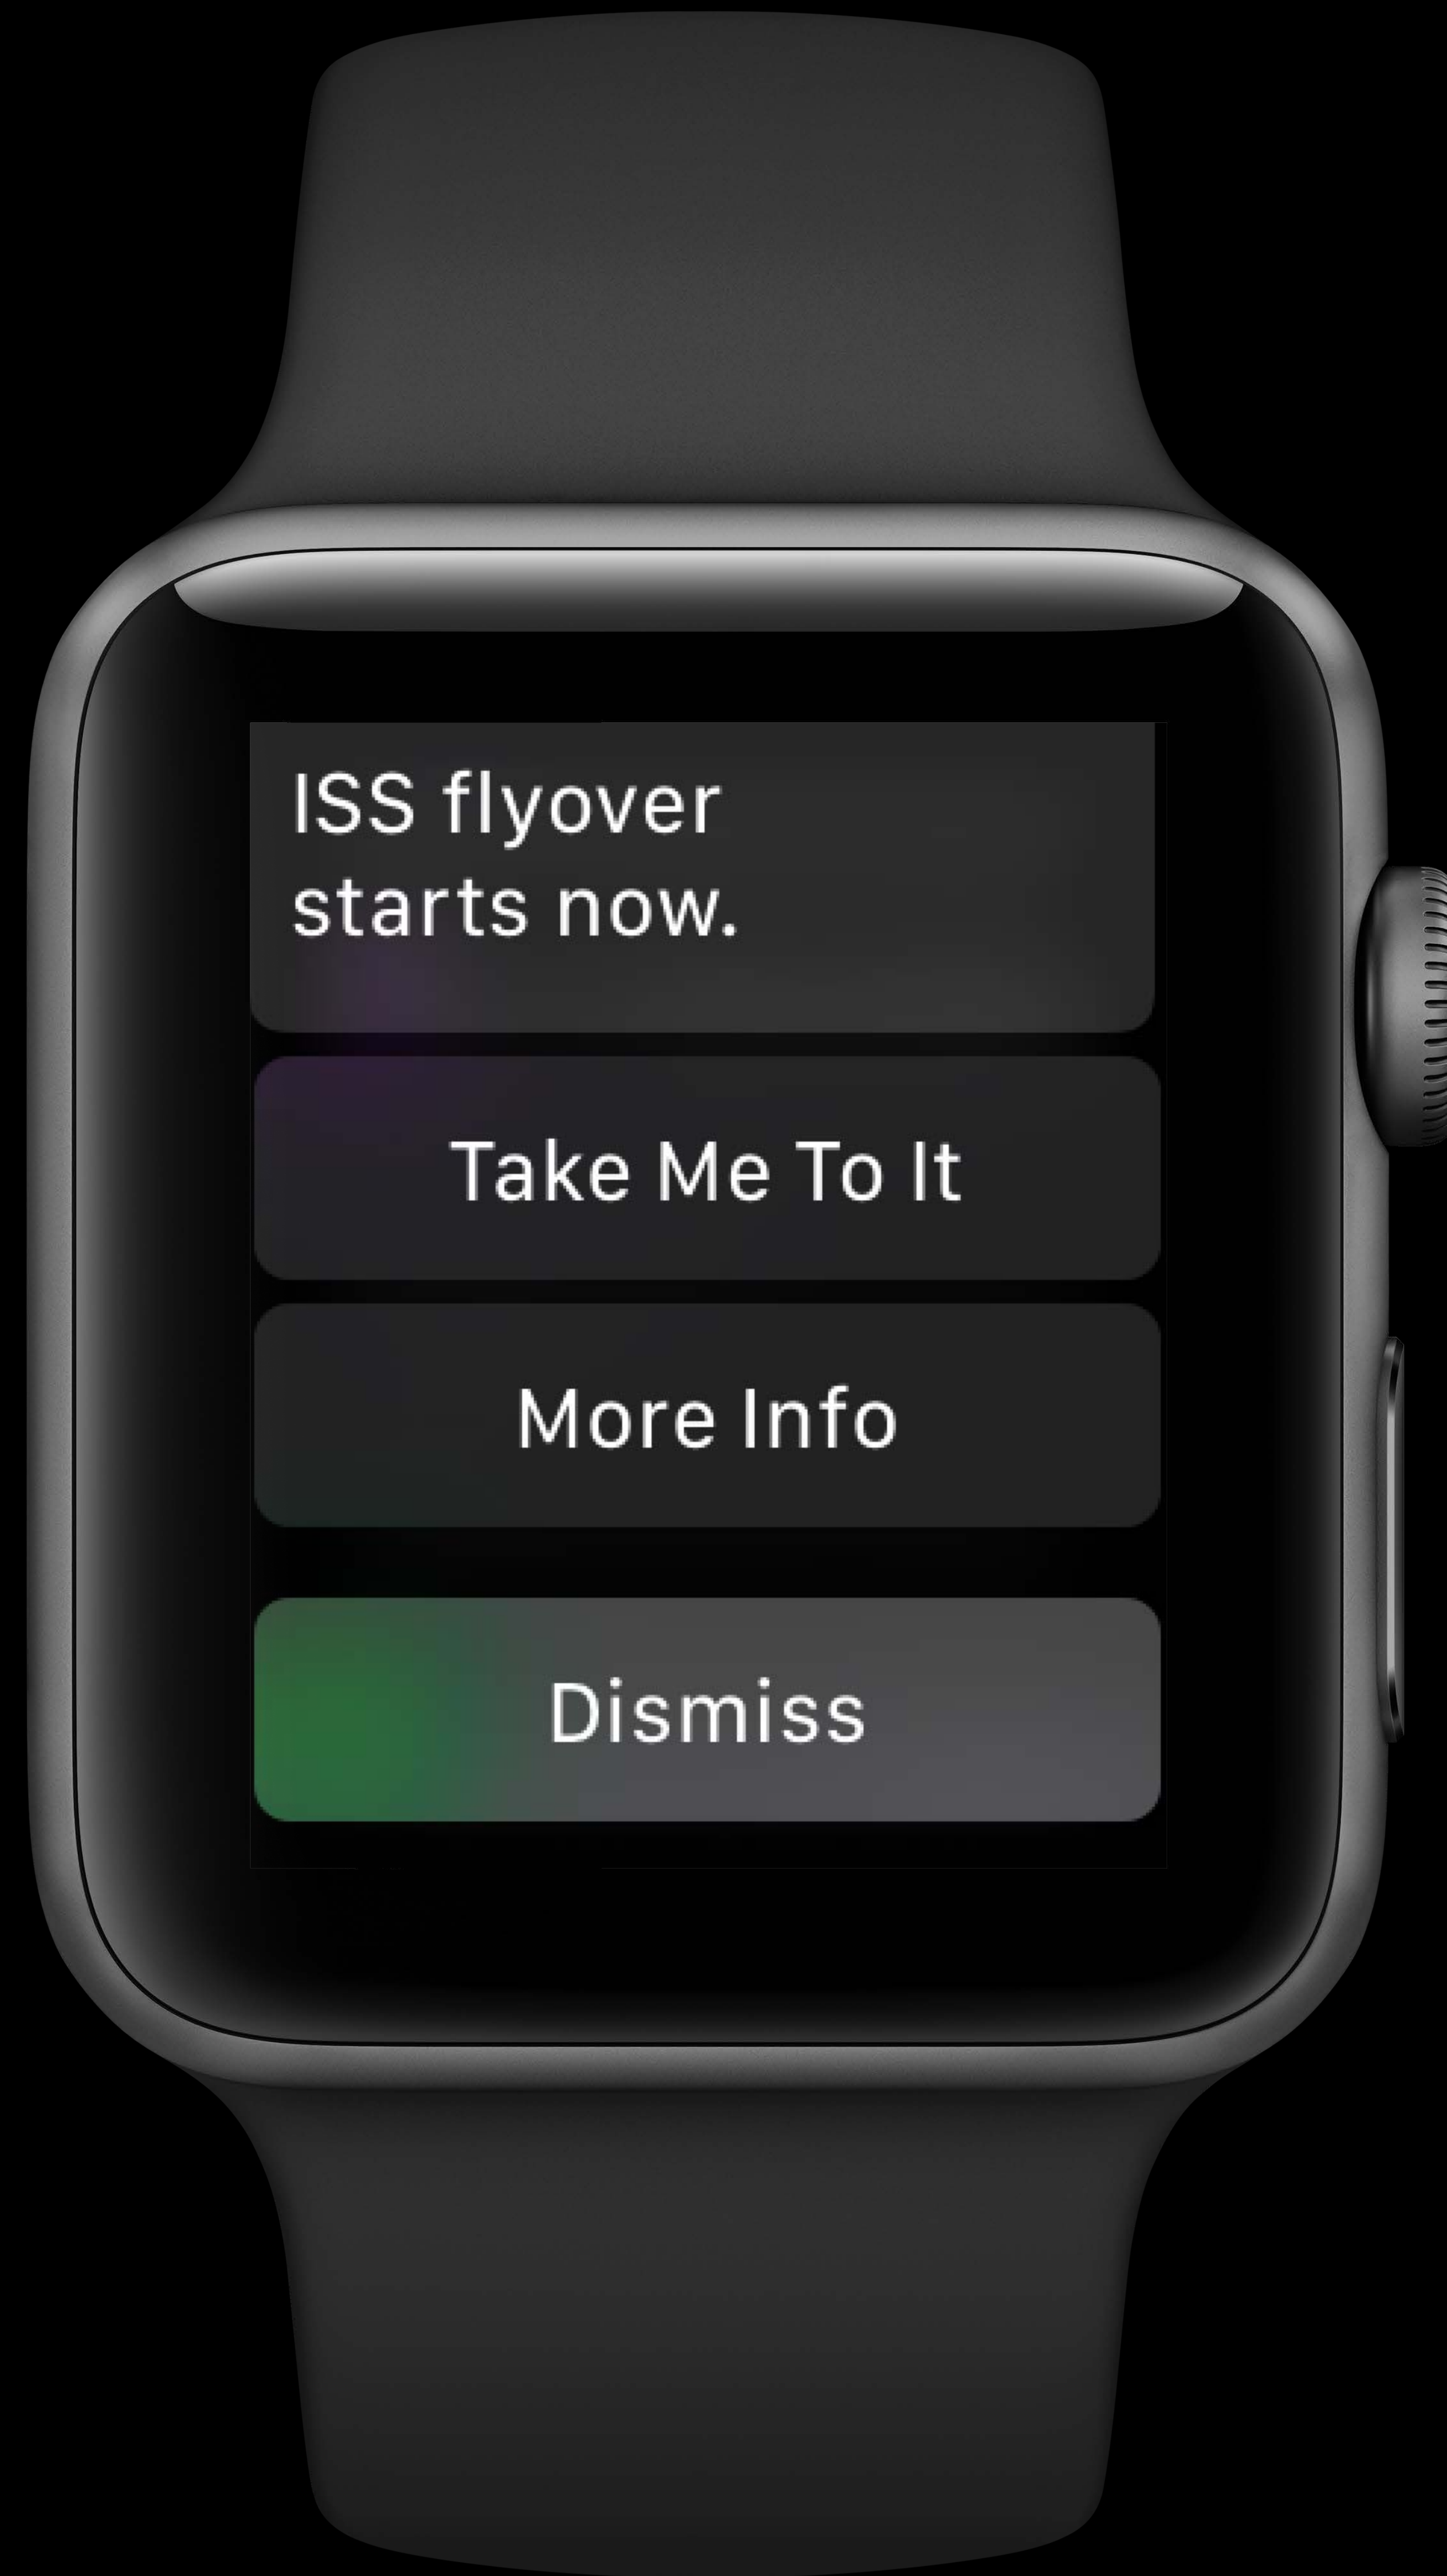 ISS flyover
starts now.
Take Me To It
More Info
Dismiss